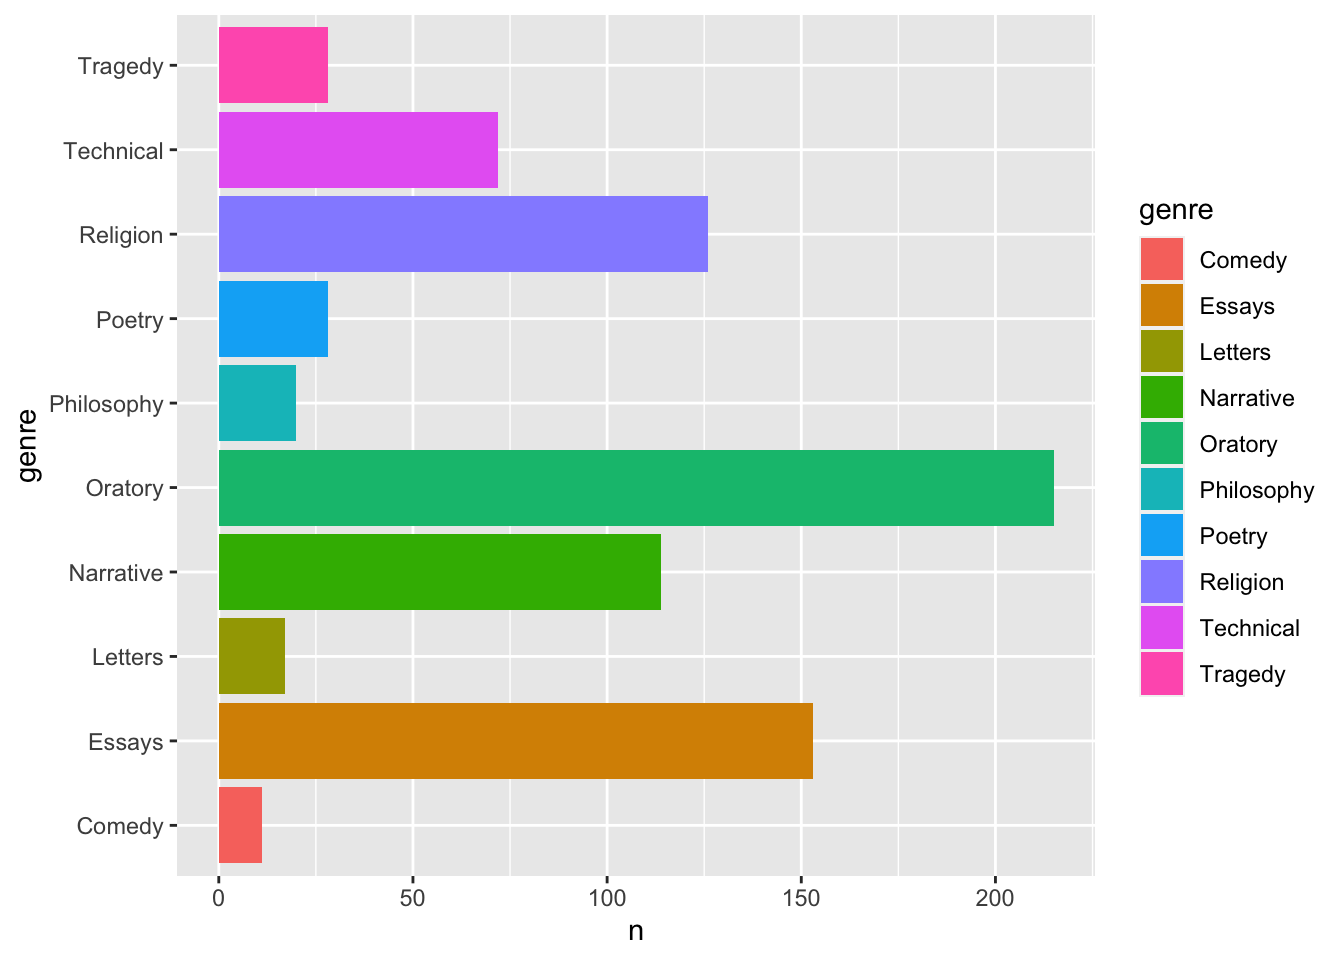 genre
Tragedy
Technical
Religion
Poetry
Philosophy
Oratory
Narrative
Letters
Essays
Comedy
0 50 100 150 200
n
genre
Comedy
Essays
Letters
Narrative
Oratory
Philosophy
Poetry
Religion
Technical
Tragedy